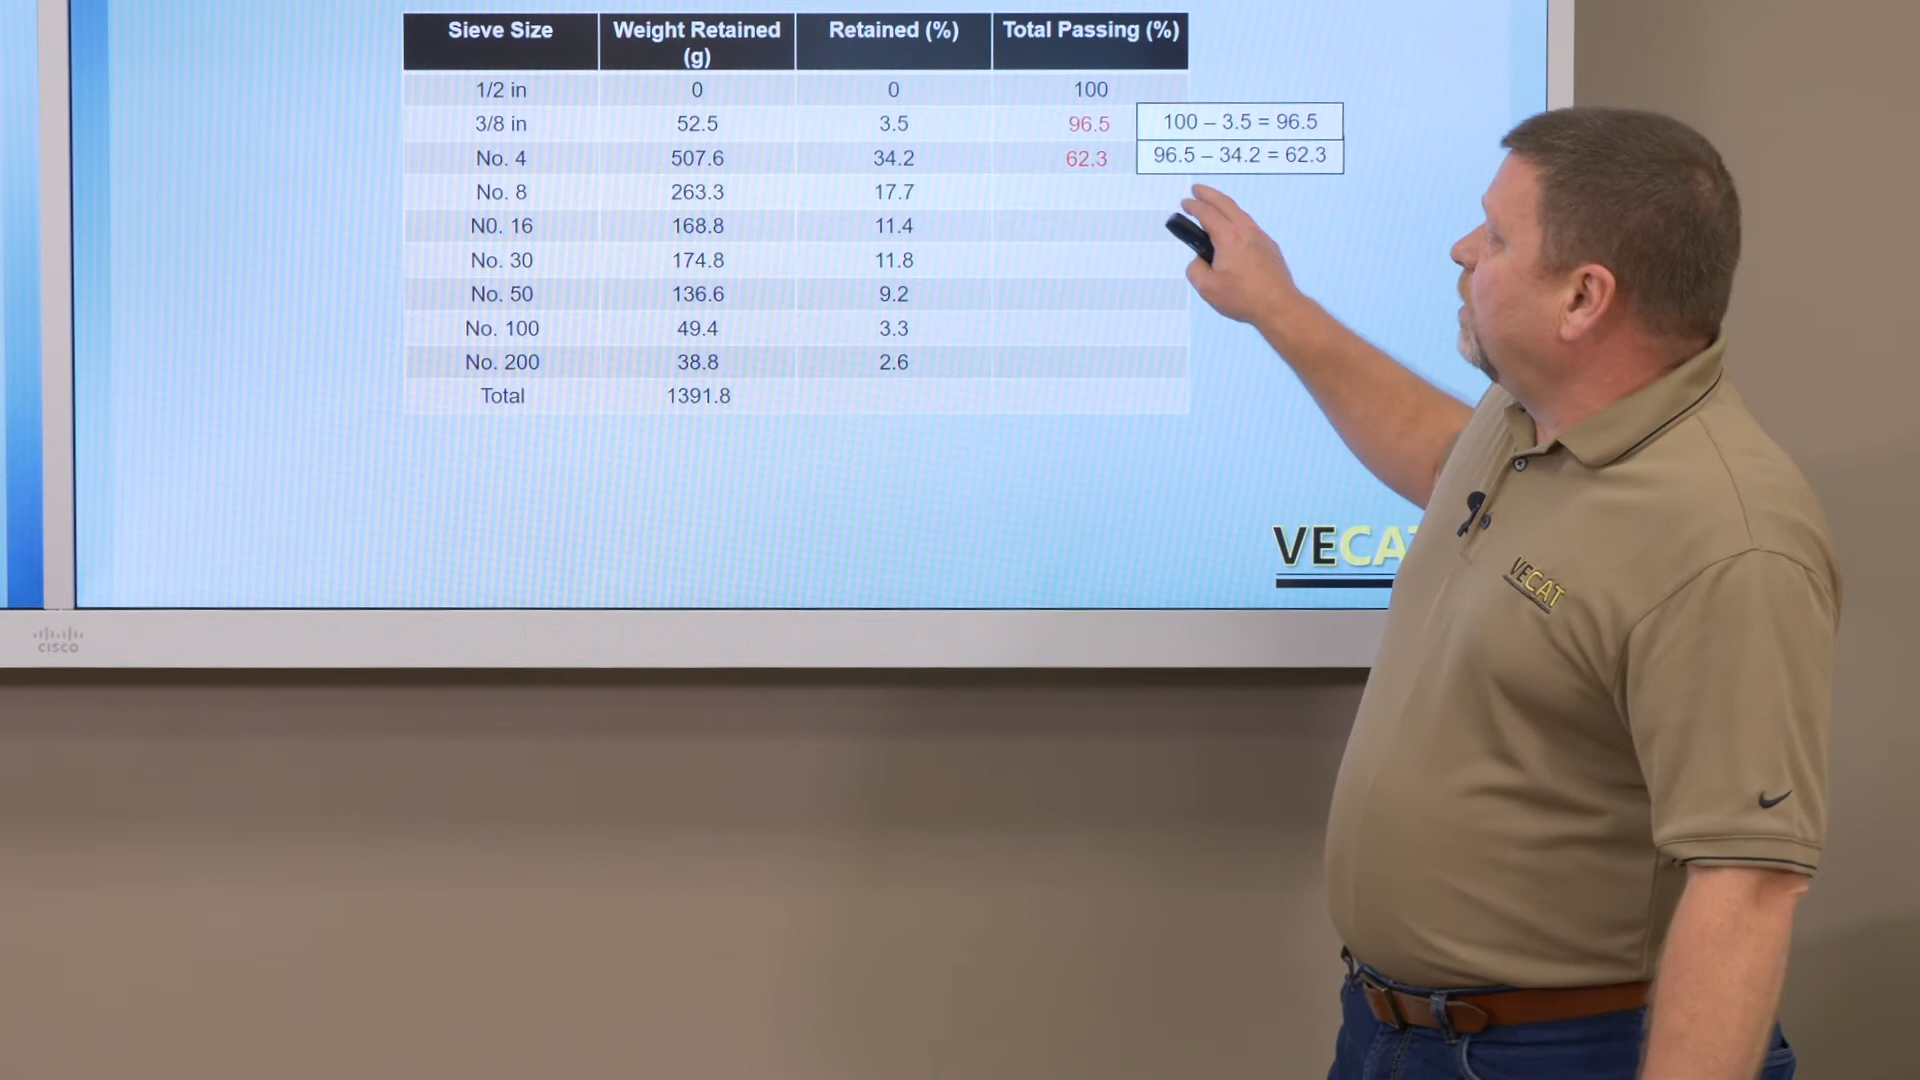 Sieve Size Weight Retained (g) Retained (%) Total Passing (%)
1/2 in 0 0 100
3/8 in 52.5 3.5 96.5 100 – 3.5 = 96.5
No. 4 507.6 34.2 62.3 96.5 – 34.2 = 62.3
No. 8 263.3 17.7
N0. 16 168.8 11.4
No. 30 174.8 11.8
No. 50 136.6 9.2
No. 100 49.4 3.3
No. 200 38.8 2.6
Total 1391.8
VECAT
VECAT
CISCO